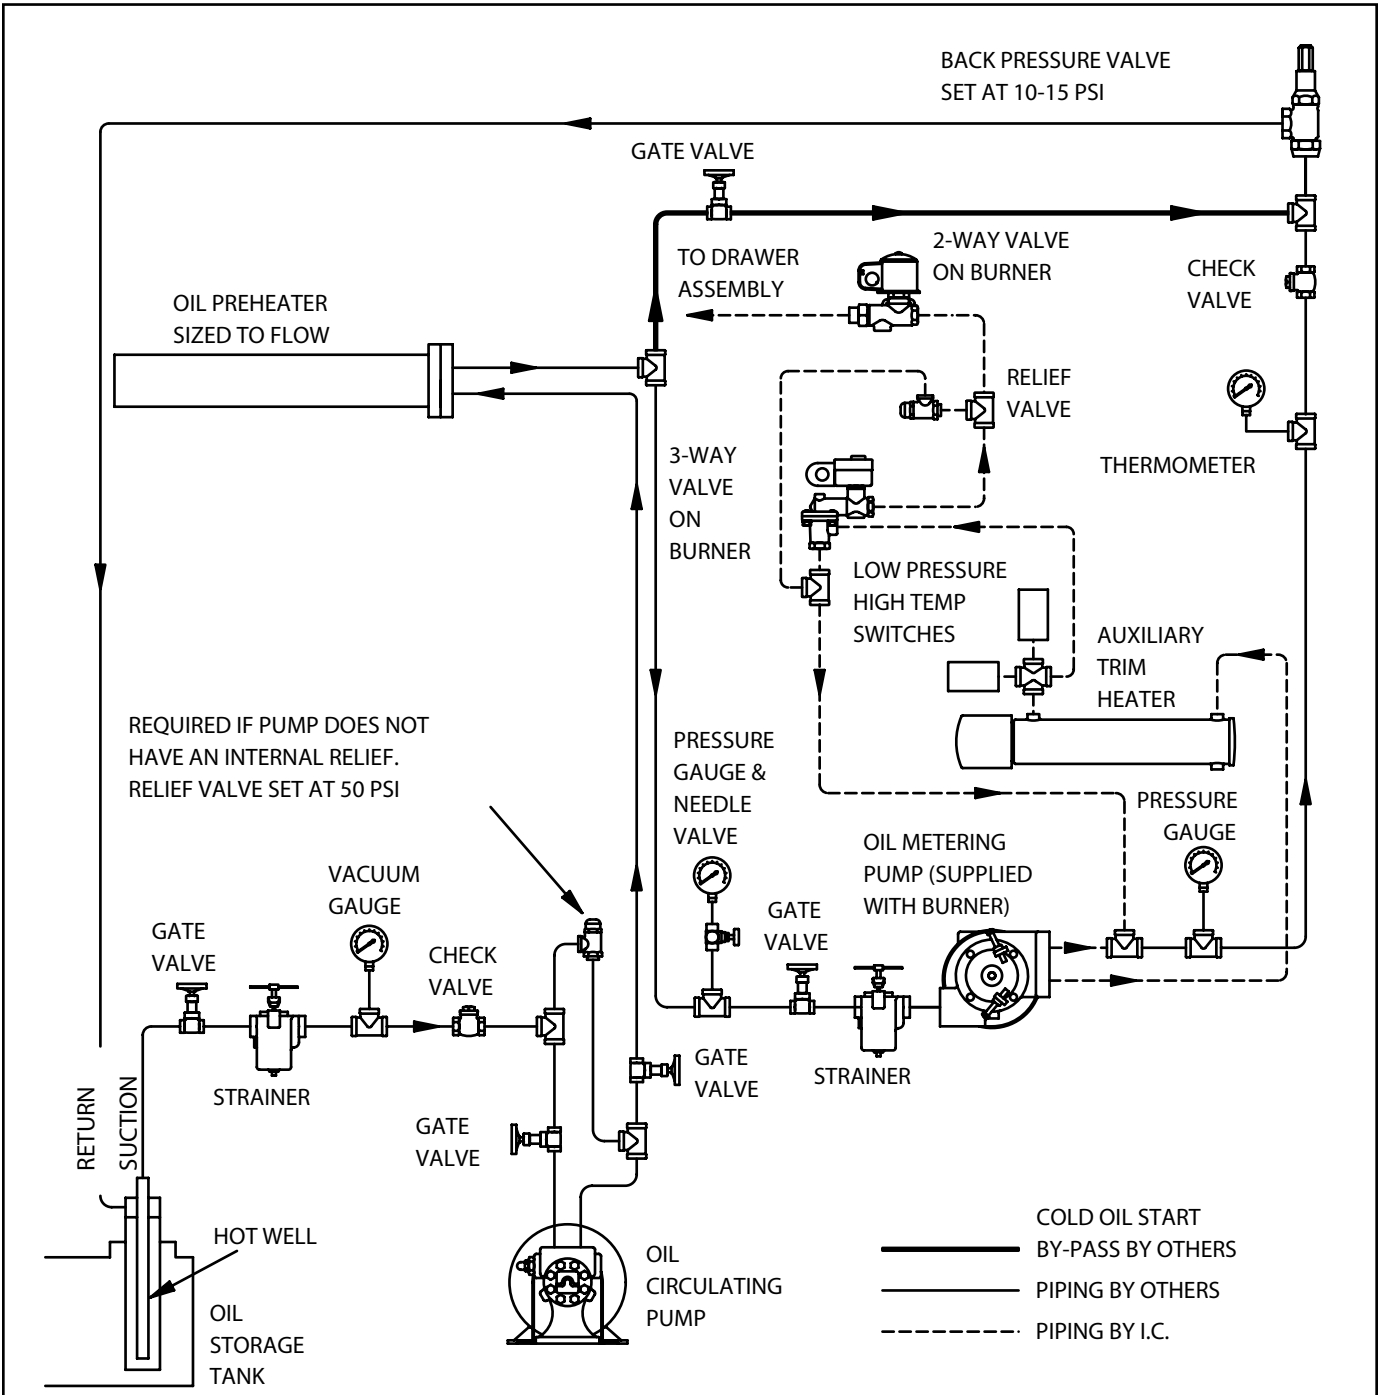 BACK PRESSURE VALVE
SET AT 10-15 PSI
GATE VALVE
2-WAY VALVE
ON BURNER
TO DRAWER
ASSEMBLY
CHECK
VALVE
OIL PREHEATER
SIZED TO FLOW
RELIEF
VALVE
3-WAY
VALVE
ON
BURNER
THERMOMETER
LOW PRESSURE
HIGH TEMP
SWITCHES
AUXILIARY
TRIM
HEATER
REQUIRED IF PUMP DOES NOT
HAVE AN INTERNAL RELIEF.
RELIEF VALVE SET AT 50 PSI
PRESSURE
GAUGE &
NEEDLE
VALVE
PRESSURE
GAUGE
OIL METERING
PUMP (SUPPLIED
WITH BURNER)
VACUUM
GAUGE
GATE
VALVE
GATE
VALVE
CHECK
VALVE
STRAINER
GATE
VALVE
STRAINER
RETURN
SUCTION
GATE
VALVE
HOT WELL
OIL
STORAGE
TANK
OIL
CIRCULATING
PUMP
COLD OIL START
BY-PASS BY OTHERS
PIPING BY OTHERS
PIPING BY I.C.